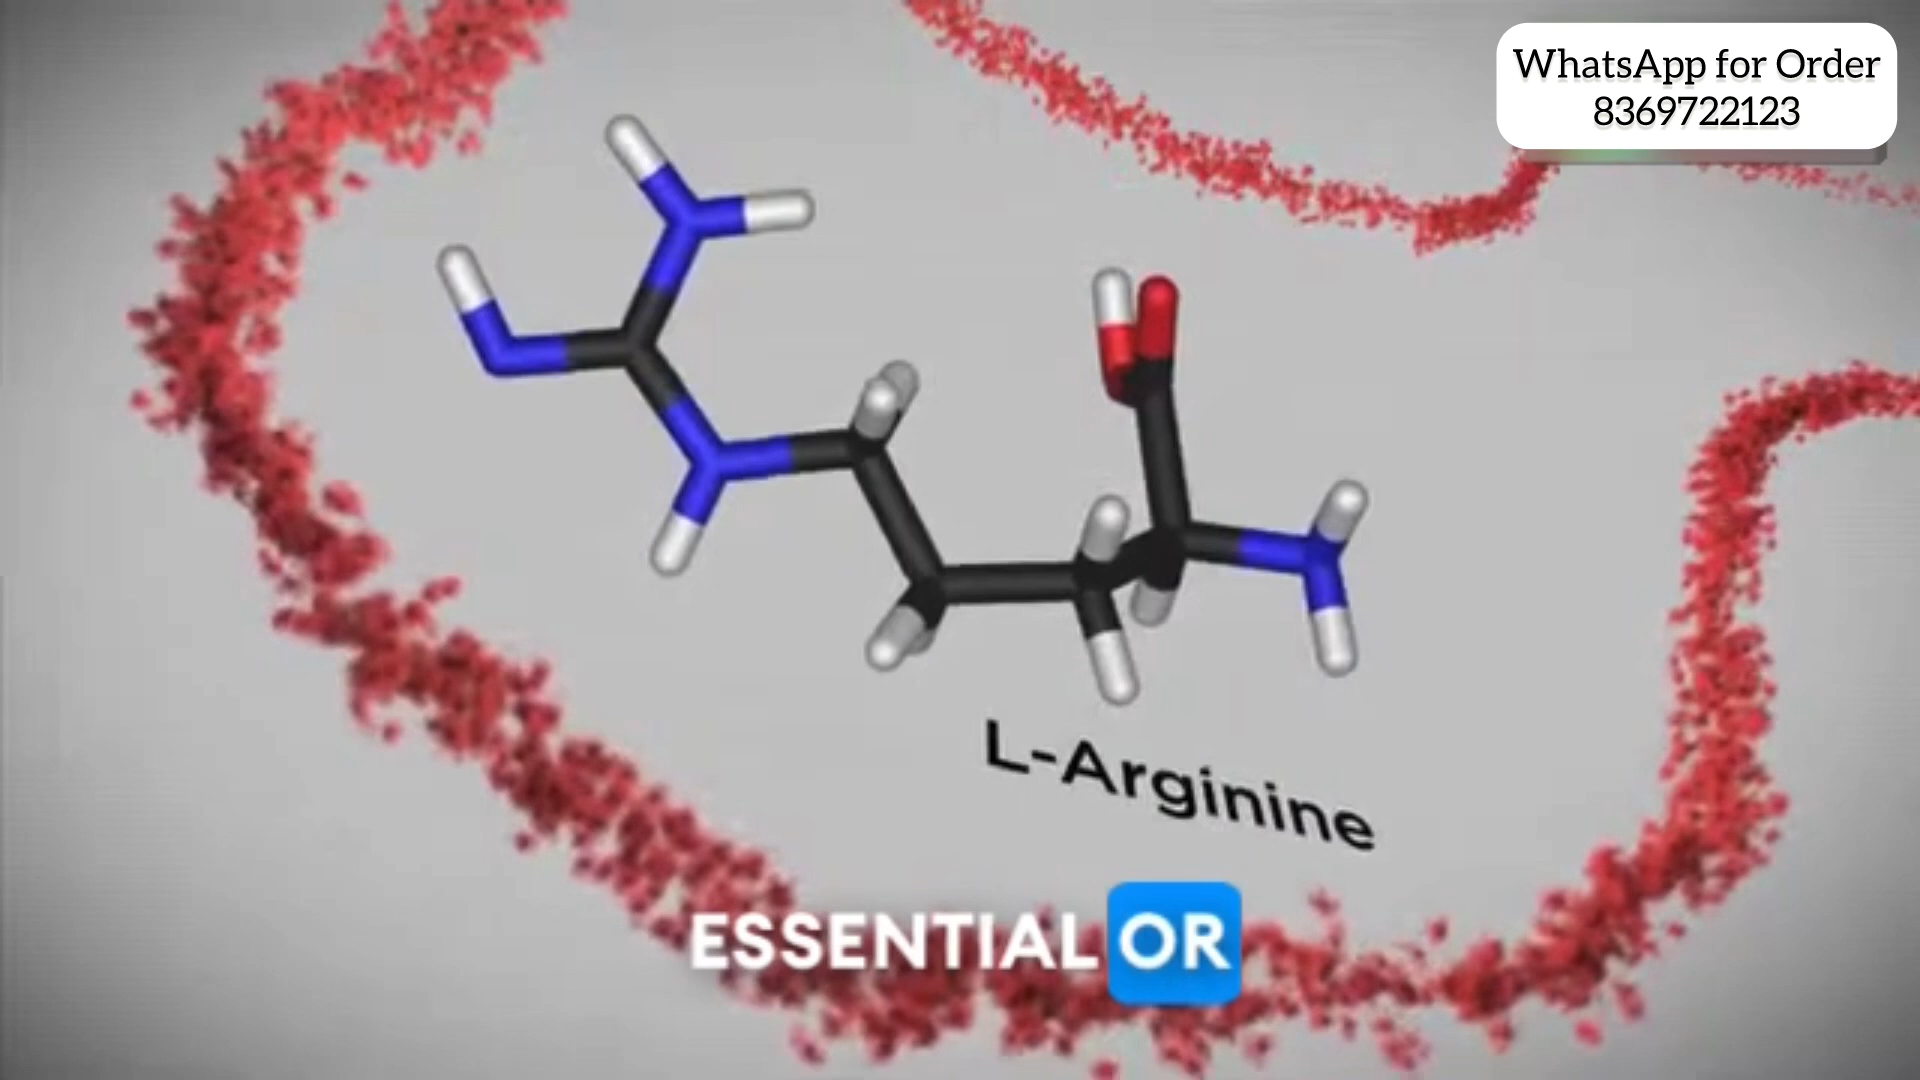 WhatsApp for Order
8369722123
L-Arginine
ESSENTIAL OR